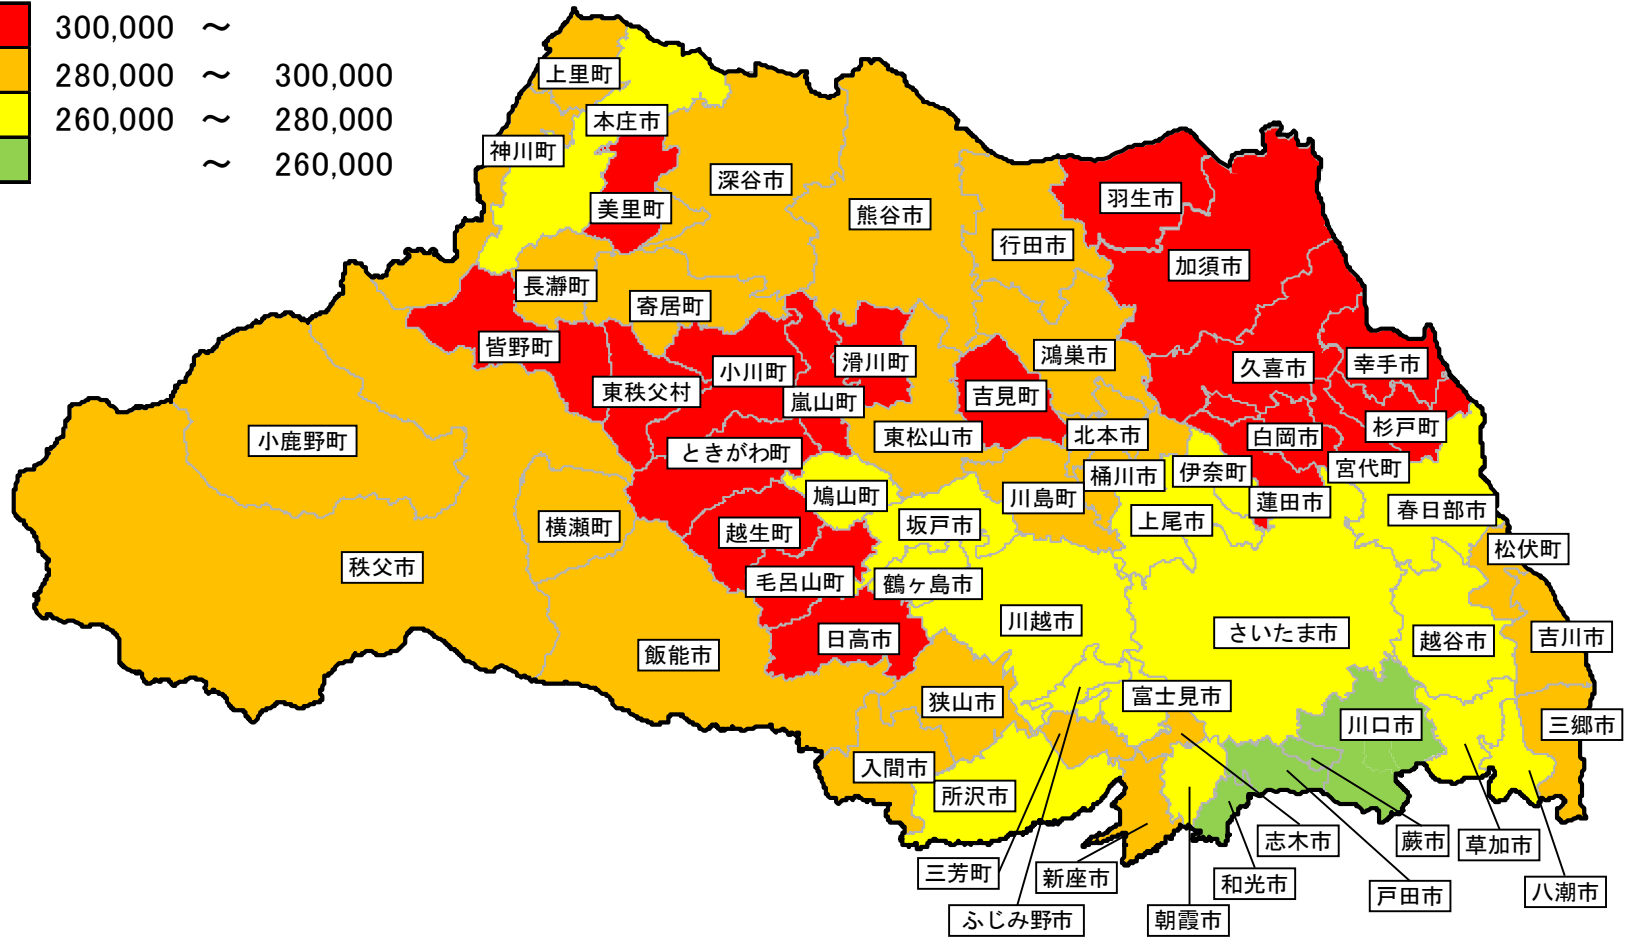 300,000 ～
280,000 ～ 300,000
260,000 ～ 280,000
～ 260,000
上里町
本庄市
神川町
美里町
深谷市
熊谷市
羽生市
行田市
加須市
長瀞町
寄居町
皆野町
東秩父村
小川町
嵐山町
滑川町
吉見町
鴻巣市
久喜市
幸手市
小鹿野町
ときがわ町
東松山市
北本市
白岡市
杉戸町
宮代町
桶川市
伊奈町
蓮田市
鳩山町
川島町
横瀬町
越生町
坂戸市
上尾市
春日部市
松伏町
秩父市
毛呂山町
鶴ヶ島市
川越市
さいたま市
越谷市
吉川市
飯能市
日高市
狭山市
富士見市
川口市
三郷市
入間市
所沢市
志木市
蕨市
草加市
三芳町
新座市
和光市
戸田市
八潮市
ふじみ野市
朝霞市